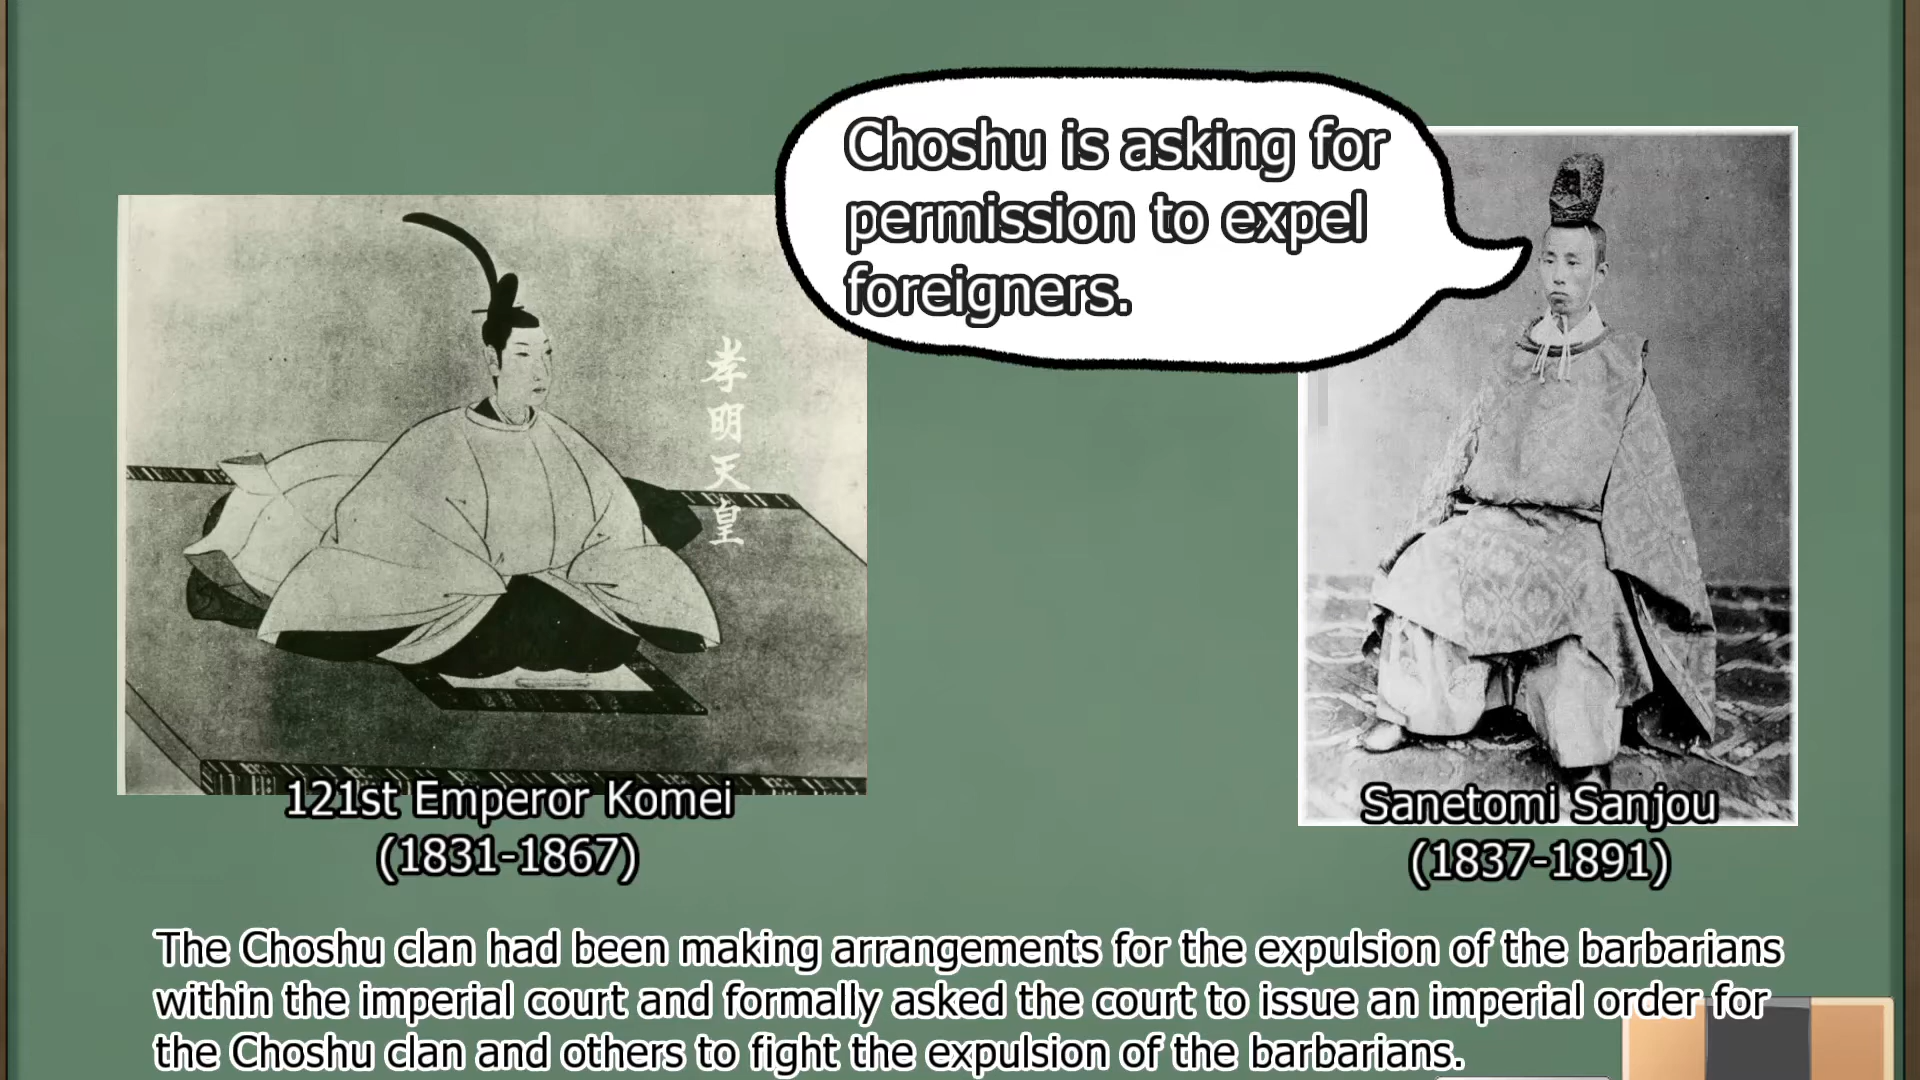 Choshu is asking for
permission to expel
foreigners.
孝明天皇
121st Emperor Komei
(1831-1867)
Sanetomi Sanjou
(1837-1891)
The Choshu clan had been making arrangements for the expulsion of the barbarians
within the imperial court and formally asked the court to issue an imperial order for
the Choshu clan and others to fight the expulsion of the barbarians.